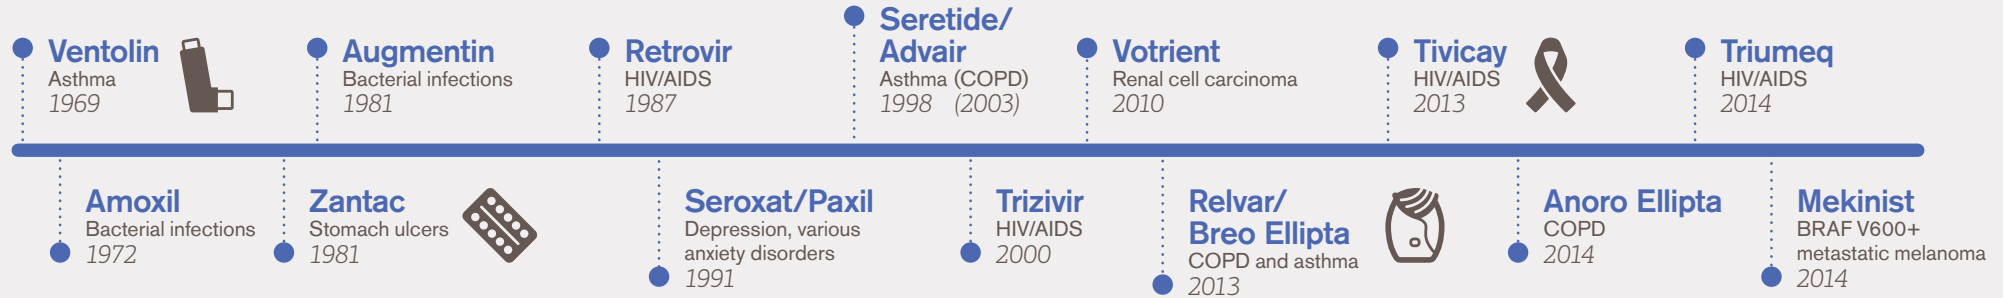 Ventolin
Asthma
1969
Augmentin
Bacterial infections
1981
Retrovir
HIV/AIDS
1987
Seretide/
Advair
Asthma (COPD)
1998 (2003)
Votrient
Renal cell carcinoma
2010
Tivicay
HIV/AIDS
2013
Triumeq
HIV/AIDS
2014
Amoxil
Bacterial infections
1972
Zantac
Stomach ulcers
1981
Seroxat/Paxil
Depression, various
anxiety disorders
1991
Trizivir
HIV/AIDS
2000
Relvar/
Breo Ellipta
COPD and asthma
2013
Anoro Ellipta
COPD
2014
Mekinist
BRAF V600+
metastatic melanoma
2014